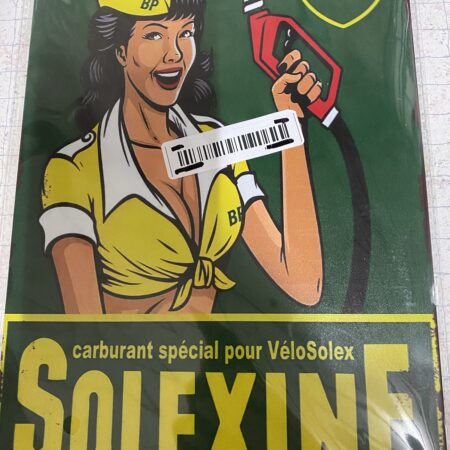 BP
BP
carburant spécial pour VéloSolex
SOLEXINE